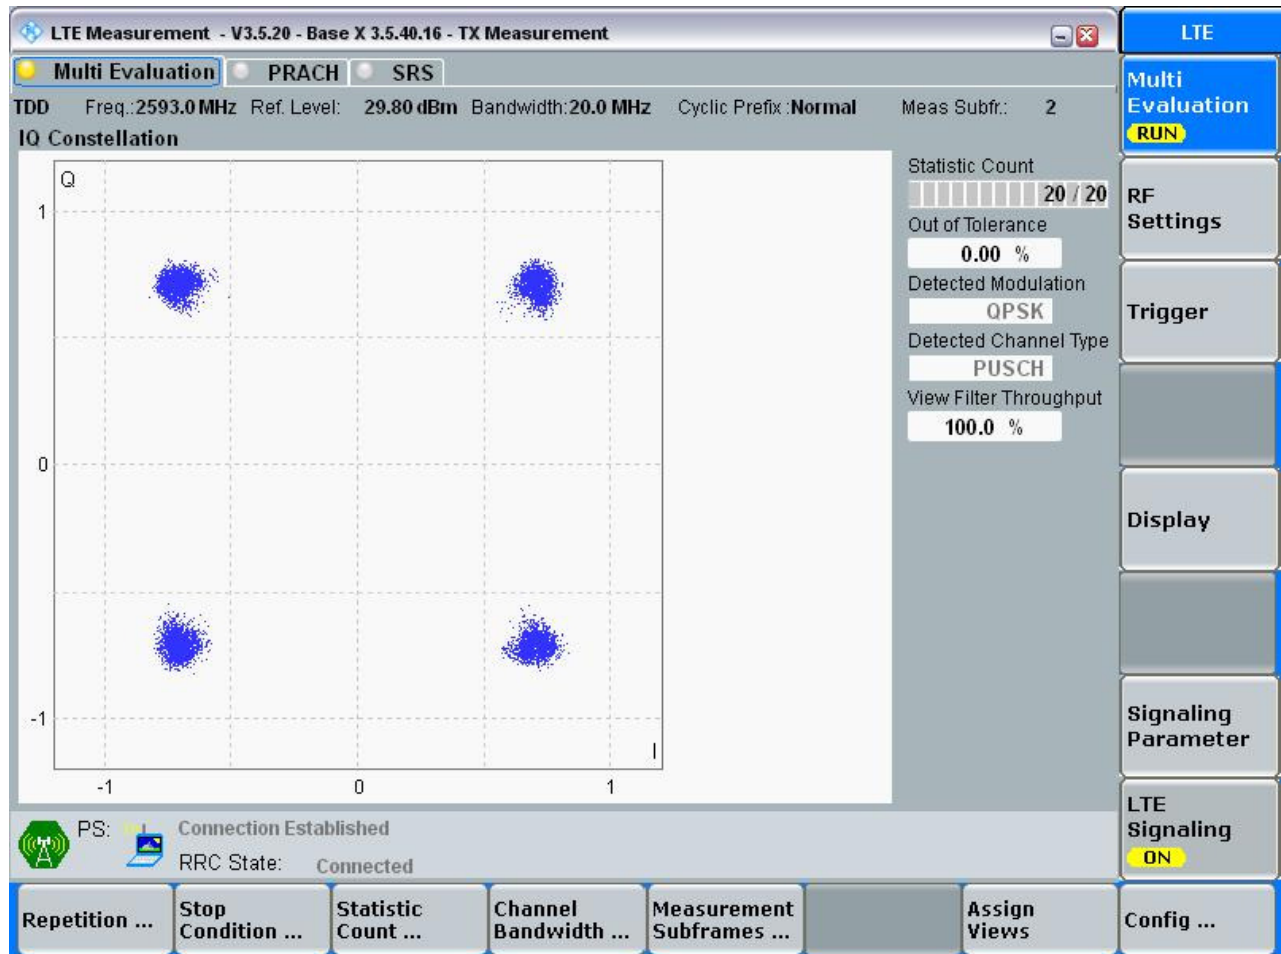 LTE Measurement - V3.5.20 - Base X 3.5.40.16 - TX Measurement
LTE
Multi Evaluation PRACH SRS
Multi
Evaluation
RUN
TDD Freq.:2593.0 MHz Ref. Level: 29.80 dBm Bandwidth:20.0 MHz Cyclic Prefix :Normal Meas Subfr.: 2
IQ Constellation
Q
1
0
-1
I
-1 0 1
Statistic Count
20 / 20
Out of Tolerance
0.00 %
Detected Modulation
QPSK
Detected Channel Type
PUSCH
View Filter Throughput
100.0 %
RF
Settings
Trigger
Display
Signaling
Parameter
LTE
Signaling
ON
PS: Connection Established
RRC State: Connected
Repetition ...
Stop
Condition ...
Statistic
Count ...
Channel
Bandwidth ...
Measurement
Subframes ...
Assign
Views
Config ...